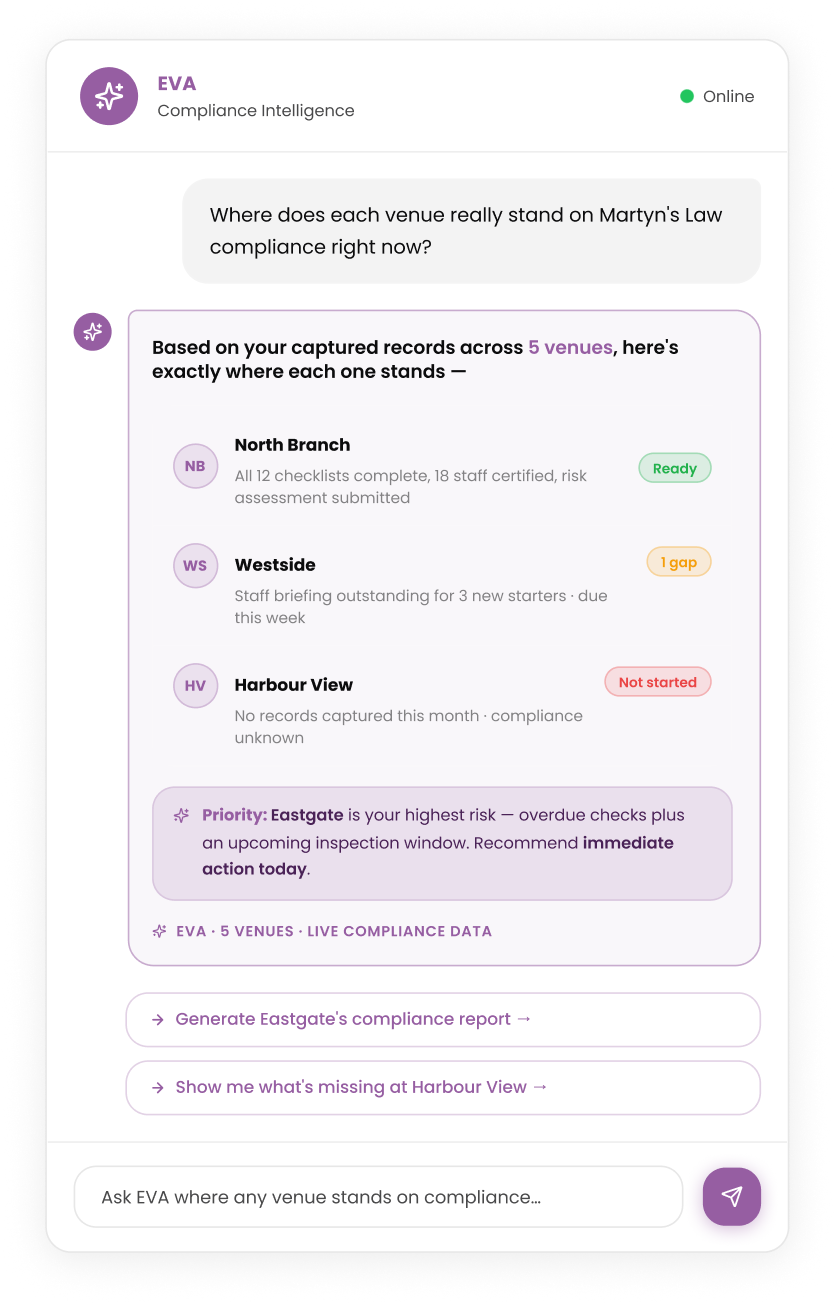 EVA
Compliance Intelligence
Online
Where does each venue really stand on Martyn's Law
compliance right now?
Based on your captured records across 5 venues, here's
exactly where each one stands —
NB
North Branch
All 12 checklists complete, 18 staff certified, risk
assessment submitted
Ready
WS
Westside
Staff briefing outstanding for 3 new starters · due
this week
1 gap
HV
Harbour View
No records captured this month · compliance
unknown
Not started
Priority: Eastgate is your highest risk — overdue checks plus
an upcoming inspection window. Recommend immediate
action today.
EVA · 5 VENUES · LIVE COMPLIANCE DATA
→ Generate Eastgate's compliance report →
→ Show me what's missing at Harbour View →
Ask EVA where any venue stands on compliance...